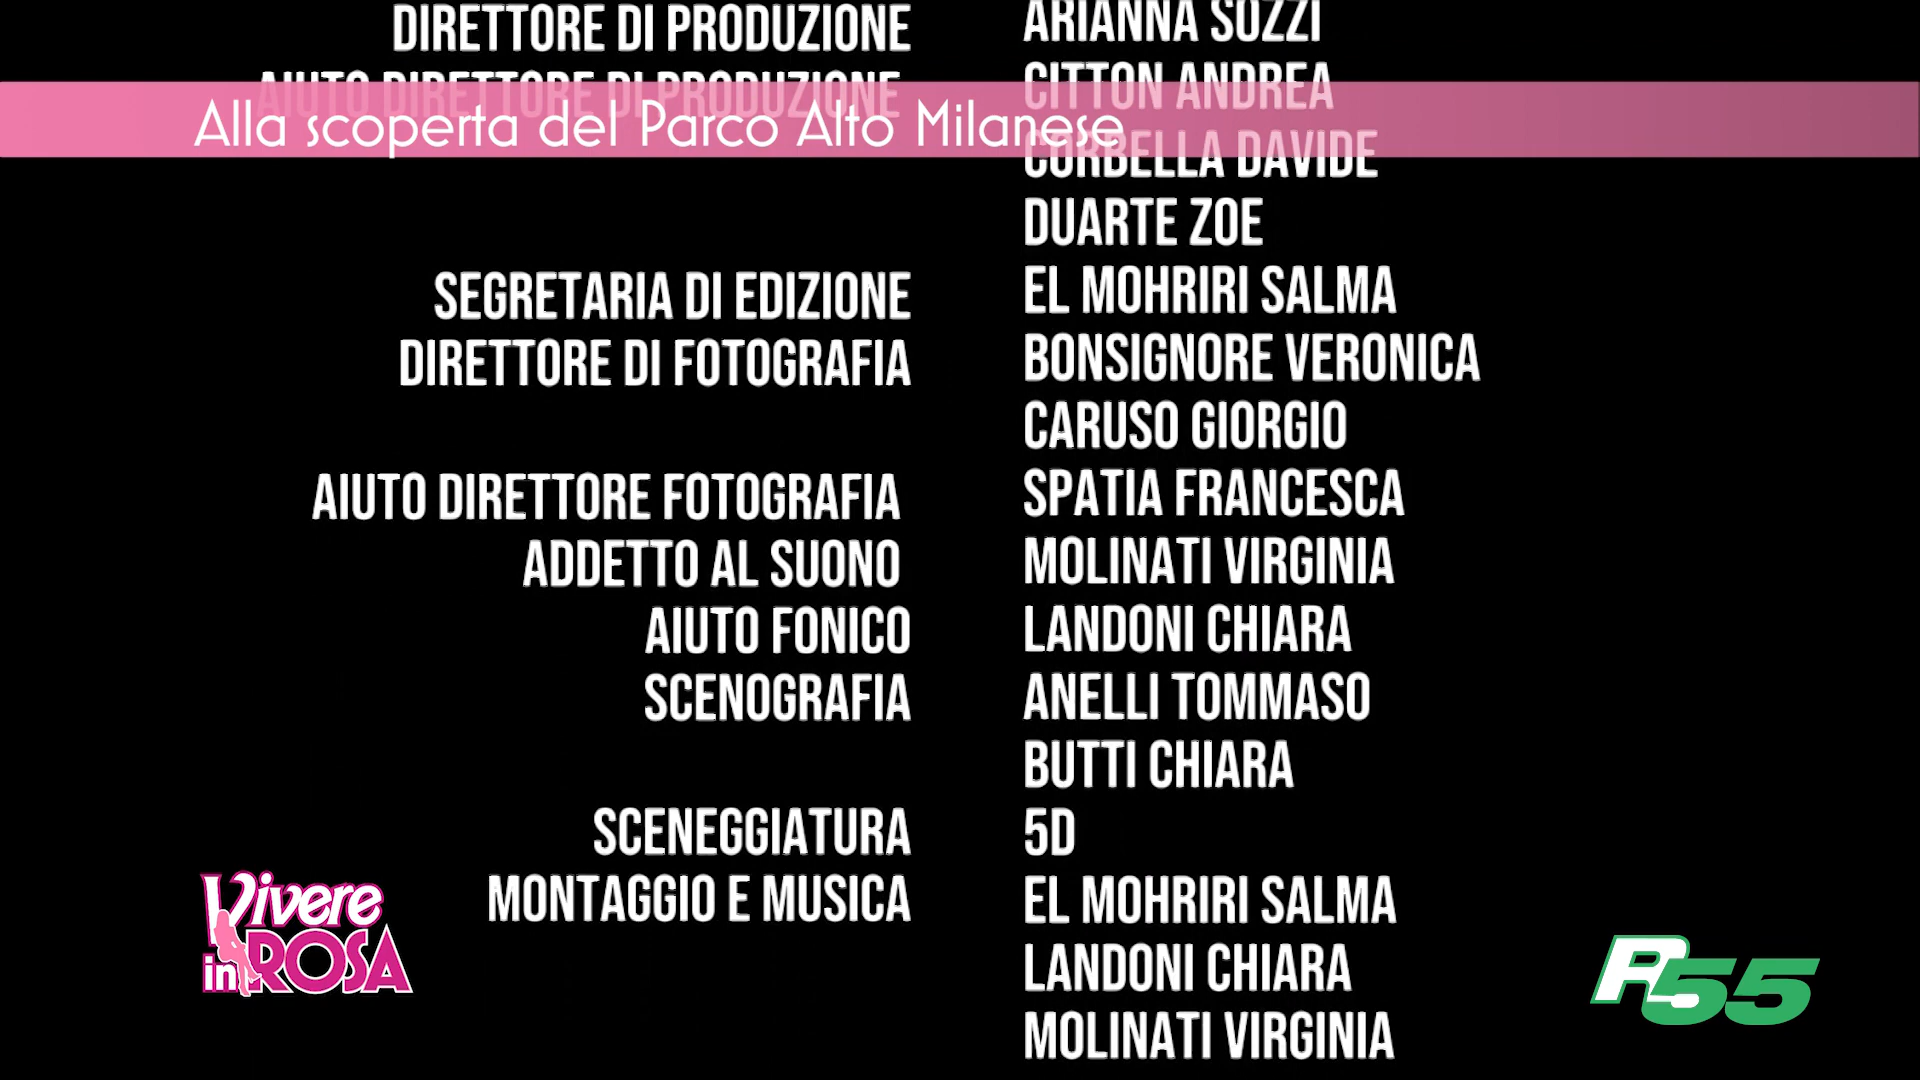 DIRETTORE DI PRODUZIONE
ARIANNA SOZZI
AIUTO DIRETTORE DI PRODUZIONE
CITTON ANDREA
Alla scoperta del Parco Alto Milanese
CORBELLA DAVIDE
DUARTE ZOE
SEGRETARIA DI EDIZIONE
EL MOHRIRI SALMA
DIRETTORE DI FOTOGRAFIA
BONSIGNORE VERONICA
CARUSO GIORGIO
AIUTO DIRETTORE FOTOGRAFIA
SPATIA FRANCESCA
ADDETTO AL SUONO
MOLINATI VIRGINIA
AIUTO FONICO
LANDONI CHIARA
SCENOGRAFIA
ANELLI TOMMASO
BUTTI CHIARA
SCENEGGIATURA
5D
MONTAGGIO E MUSICA
EL MOHRIRI SALMA
LANDONI CHIARA
MOLINATI VIRGINIA
Vivere
in ROSA
R55